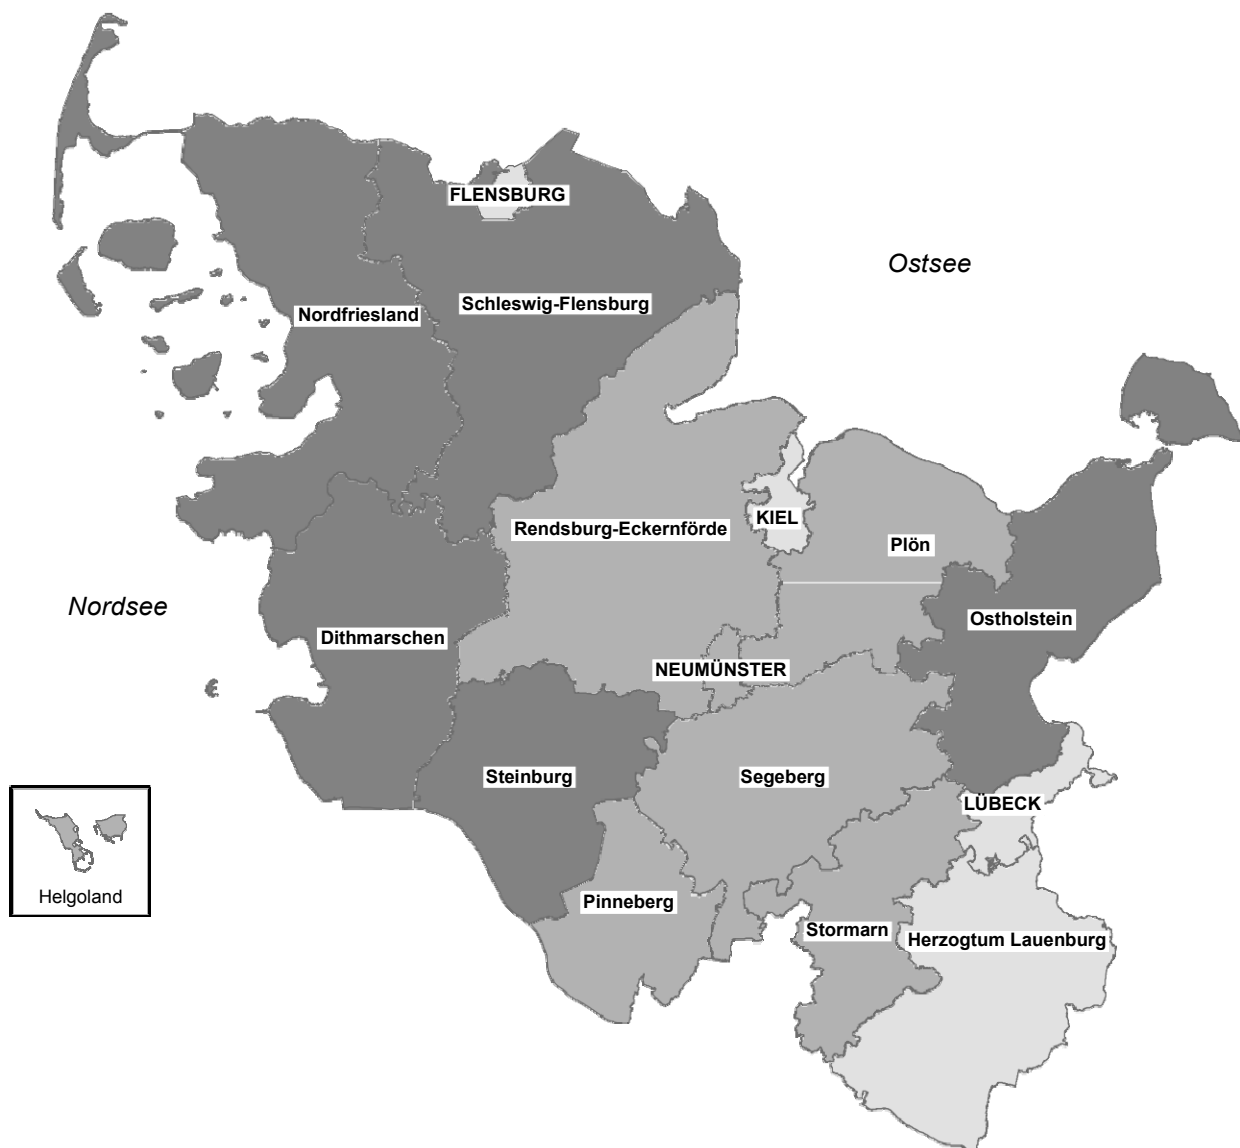 FLENSBURG
Ostsee
Schleswig-Flensburg
Nordfriesland
KIEL
Rendsburg-Eckernförde
Plön
Nordsee
Ostholstein
Dithmarschen
NEUMÜNSTER
Steinburg
Segeberg
LÜBECK
Helgoland
Pinneberg
Stormarn
Herzogtum Lauenburg